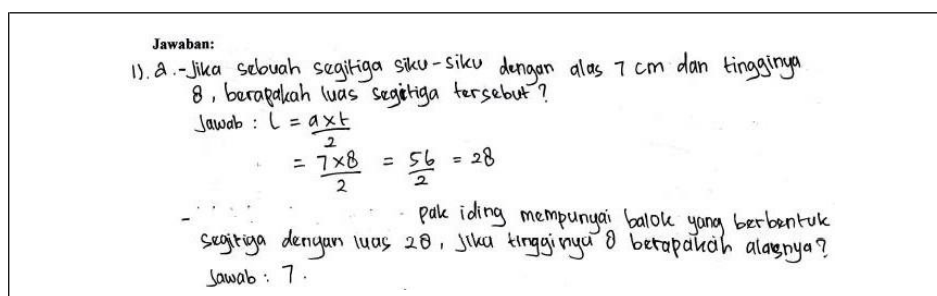 Jawaban:
1). a. - Jika sebuah segitiga siku-siku dengan alas 7 cm dan tingginya
8, berapakah luas segitiga tersebut?
Jawab : L = a x t / 2
= 7 x 8 / 2 = 56 / 2 = 28
- pak iding mempunyai balok yang berbentuk
segitiga dengan luas 28, jika tingginya 8 berapakah alasnya?
Jawab : 7.